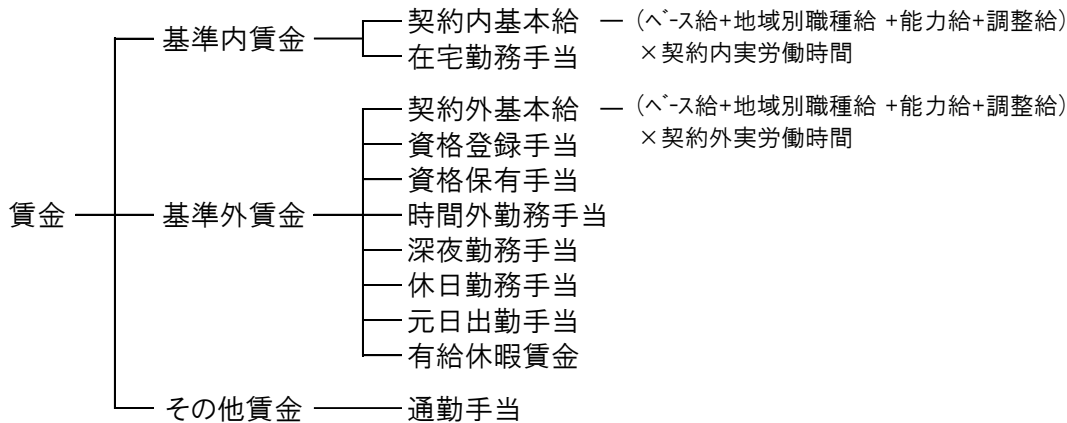 賃金
基準内賃金
契約内基本給 ― (ﾍﾞｰｽ給+地域別職種給 +能力給+調整給)
×契約内実労働時間
在宅勤務手当
基準外賃金
契約外基本給 ― (ﾍﾞｰｽ給+地域別職種給 +能力給+調整給)
×契約外実労働時間
資格登録手当
資格保有手当
時間外勤務手当
深夜勤務手当
休日勤務手当
元日出勤手当
有給休暇賃金
その他賃金
通勤手当